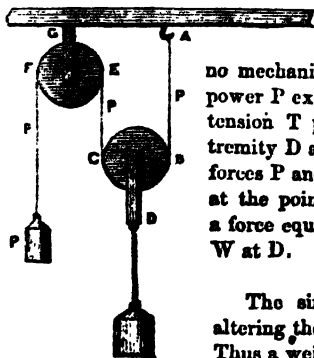 G
A
F
E
P
P
P
C
B
D
P
no mechani
power P ex
tension T p
tremity D a
forces P an
at the poin
a force equ
W at D.
The si
altering the
Thus a wei